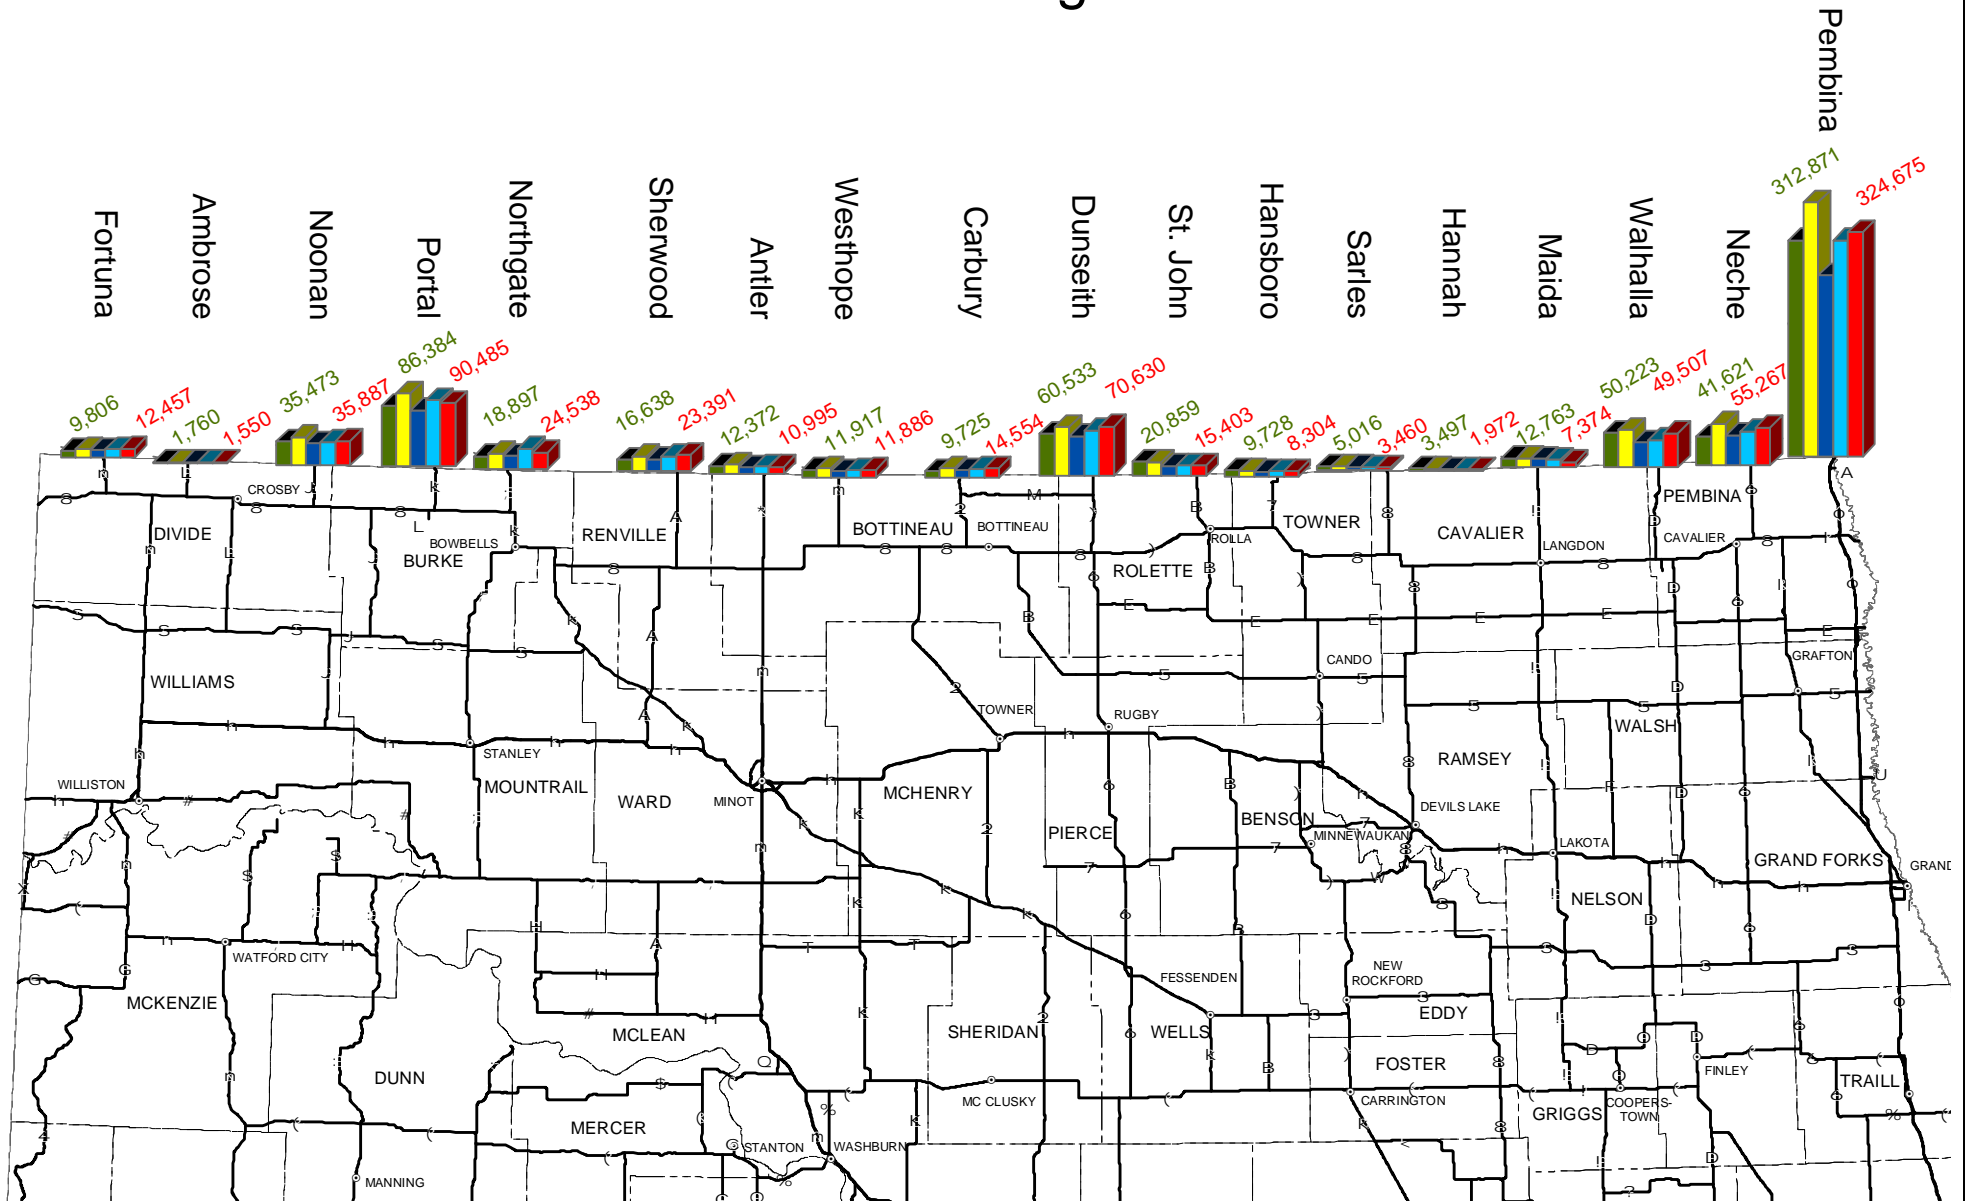 Fortuna
Ambrose
Noonan
Portal
Northgate
Sherwood
Antler
Westhope
Carbury
Dunseith
St. John
Hansboro
Sarles
Hannah
Maida
Walhalla
Neche
Pembina
9,806
12,457
1,760
1,550
35,473
35,887
86,384
90,485
18,897
24,538
16,638
23,391
12,372
10,995
11,917
11,886
9,725
14,554
60,533
70,630
20,859
15,403
9,728
8,304
5,016
3,460
3,497
1,972
12,763
7,374
50,223
49,507
41,621
55,267
312,871
324,675
CROSBY
DIVIDE
BOWBELLS
BURKE
RENVILLE
BOTTINEAU
BOTTINEAU
ROLLA
ROLETTE
TOWNER
CAVALIER
LANGDON
PEMBINA
CAVALIER
WILLIAMS
CANDO
GRAFTON
TOWNER
RUGBY
WALSH
STANLEY
WILLISTON
MOUNTRAIL
WARD
MINOT
MCHENRY
PIERCE
BENSON
RAMSEY
DEVILS LAKE
MINNEWAUKAN
LAKOTA
GRAND FORKS
GRAND
NELSON
WATFORD CITY
MCKENZIE
FESSENDEN
NEW
ROCKFORD
EDDY
MCLEAN
SHERIDAN
WELLS
FOSTER
DUNN
FINLEY
TRAILL
MC CLUSKY
CARRINGTON
GRIGGS
COOPERS-
TOWN
MERCER
STANTON
WASHBURN
MANNING